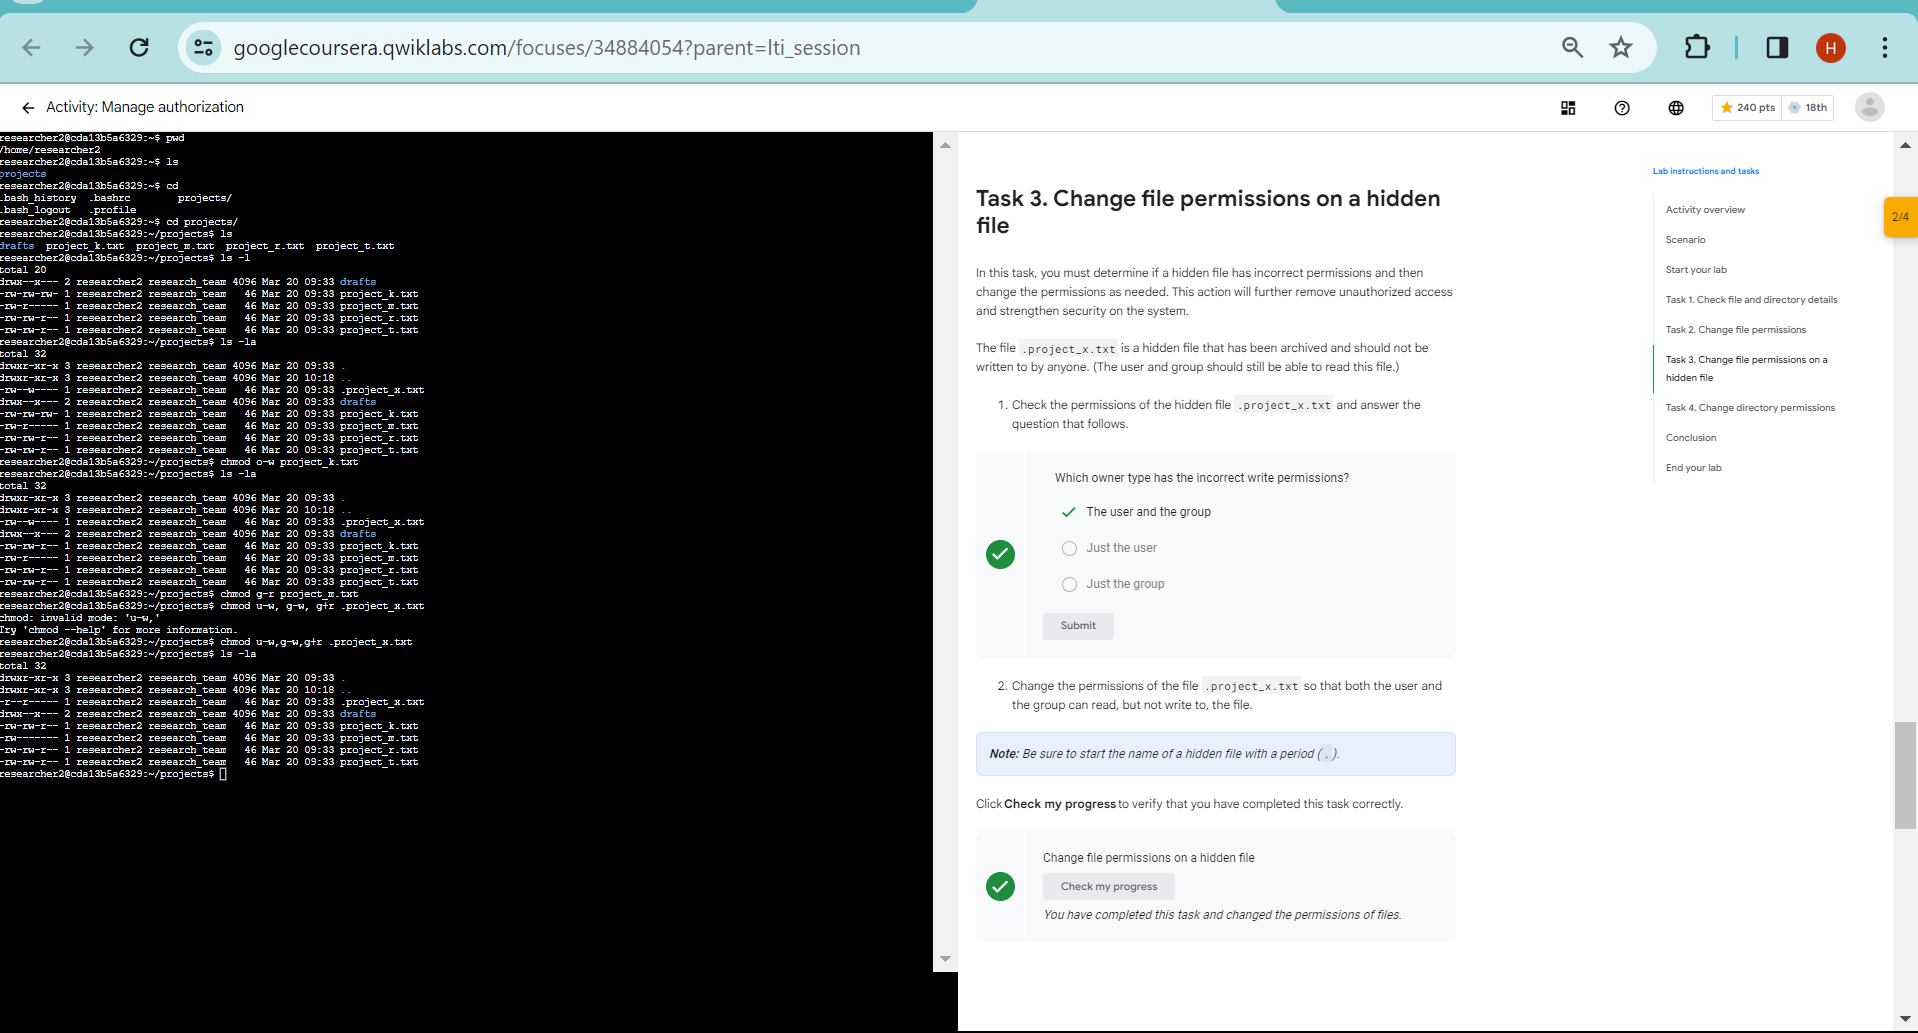 googlecoursera.qwiklabs.com/focuses/34884054?parent=lti_session
H
Activity: Manage authorization
240 pts
18th
researcher2@cda13b5a6329:~$ pwd
/home/researcher2
researcher2@cda13b5a6329:~$ ls
projects
researcher2@cda13b5a6329:~$ cd
.bash_history .bashrc projects/
.bash_logout .profile
researcher2@cda13b5a6329:~$ cd projects/
researcher2@cda13b5a6329:~/projects$ ls
drafts project_k.txt project_m.txt project_r.txt project_t.txt
researcher2@cda13b5a6329:~/projects$ ls -l
total 20
drwx--x--- 2 researcher2 research_team 4096 Mar 20 09:33 drafts
-rw-rw-rw- 1 researcher2 research_team 46 Mar 20 09:33 project_k.txt
-rw-r----- 1 researcher2 research_team 46 Mar 20 09:33 project_m.txt
-rw-rw-r-- 1 researcher2 research_team 46 Mar 20 09:33 project_r.txt
-rw-rw-r-- 1 researcher2 research_team 46 Mar 20 09:33 project_t.txt
researcher2@cda13b5a6329:~/projects$ ls -la
total 32
drwxr-xr-x 3 researcher2 research_team 4096 Mar 20 09:33 .
drwxr-xr-x 3 researcher2 research_team 4096 Mar 20 10:18 ..
-rw--w---- 1 researcher2 research_team 46 Mar 20 09:33 .project_x.txt
drwx--x--- 2 researcher2 research_team 4096 Mar 20 09:33 drafts
-rw-rw-rw- 1 researcher2 research_team 46 Mar 20 09:33 project_k.txt
-rw-r----- 1 researcher2 research_team 46 Mar 20 09:33 project_m.txt
-rw-rw-r-- 1 researcher2 research_team 46 Mar 20 09:33 project_r.txt
-rw-rw-r-- 1 researcher2 research_team 46 Mar 20 09:33 project_t.txt
researcher2@cda13b5a6329:~/projects$ chmod o-w project_k.txt
researcher2@cda13b5a6329:~/projects$ ls -la
total 32
drwxr-xr-x 3 researcher2 research_team 4096 Mar 20 09:33 .
drwxr-xr-x 3 researcher2 research_team 4096 Mar 20 10:18 ..
-rw--w---- 1 researcher2 research_team 46 Mar 20 09:33 .project_x.txt
drwx--x--- 2 researcher2 research_team 4096 Mar 20 09:33 drafts
-rw-rw-r-- 1 researcher2 research_team 46 Mar 20 09:33 project_k.txt
-rw-r----- 1 researcher2 research_team 46 Mar 20 09:33 project_m.txt
-rw-rw-r-- 1 researcher2 research_team 46 Mar 20 09:33 project_r.txt
-rw-rw-r-- 1 researcher2 research_team 46 Mar 20 09:33 project_t.txt
researcher2@cda13b5a6329:~/projects$ chmod g-r project_m.txt
researcher2@cda13b5a6329:~/projects$ chmod u-w, g-w, g+r .project_x.txt
chmod: invalid mode: 'u-w,'
Try 'chmod --help' for more information.
researcher2@cda13b5a6329:~/projects$ chmod u-w,g-w,g+r .project_x.txt
researcher2@cda13b5a6329:~/projects$ ls -la
total 32
drwxr-xr-x 3 researcher2 research_team 4096 Mar 20 09:33 .
drwxr-xr-x 3 researcher2 research_team 4096 Mar 20 10:18 ..
-r--r----- 1 researcher2 research_team 46 Mar 20 09:33 .project_x.txt
drwx--x--- 2 researcher2 research_team 4096 Mar 20 09:33 drafts
-rw-rw-r-- 1 researcher2 research_team 46 Mar 20 09:33 project_k.txt
-rw------- 1 researcher2 research_team 46 Mar 20 09:33 project_m.txt
-rw-rw-r-- 1 researcher2 research_team 46 Mar 20 09:33 project_r.txt
-rw-rw-r-- 1 researcher2 research_team 46 Mar 20 09:33 project_t.txt
researcher2@cda13b5a6329:~/projects$
Task 3. Change file permissions on a hidden
file
In this task, you must determine if a hidden file has incorrect permissions and then
change the permissions as needed. This action will further remove unauthorized access
and strengthen security on the system.
The file .project_x.txt is a hidden file that has been archived and should not be
written to by anyone. (The user and group should still be able to read this file.)
1. Check the permissions of the hidden file .project_x.txt and answer the
question that follows.
Which owner type has the incorrect write permissions?
The user and the group
Just the user
Just the group
Submit
2. Change the permissions of the file .project_x.txt so that both the user and
the group can read, but not write to, the file.
Note: Be sure to start the name of a hidden file with a period ( . ).
Click Check my progress to verify that you have completed this task correctly.
Change file permissions on a hidden file
Check my progress
You have completed this task and changed the permissions of files.
Lab instructions and tasks
Activity overview
Scenario
Start your lab
Task 1. Check file and directory details
Task 2. Change file permissions
Task 3. Change file permissions on a
hidden file
Task 4. Change directory permissions
Conclusion
End your lab
2/4